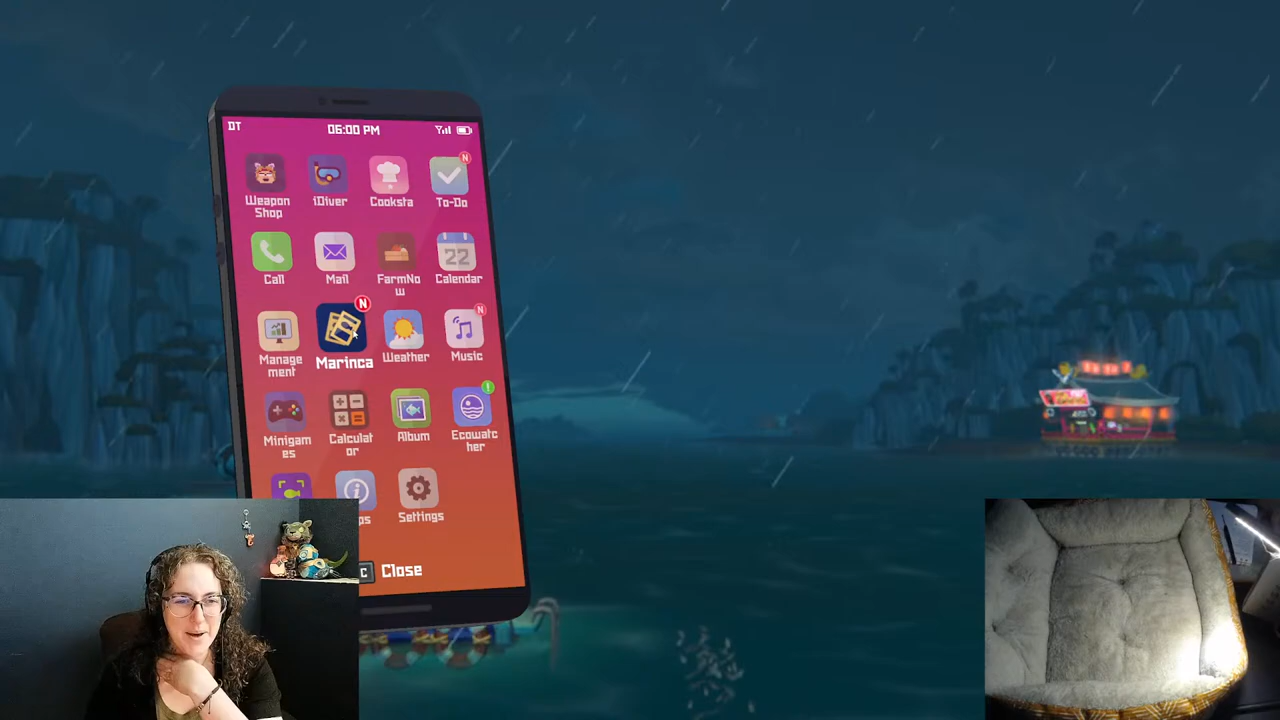 DT 06:00 PM
Weapon Shop
iDiver
Cooksta
To-Do
N
Call
Mail
FarmNo
w
Calendar
22
Manage
ment
Marinca
N
Weather
Music
N
Minigam
es
Calculat
or
Album
Ecowatc
her
!
ps
Settings
C Close